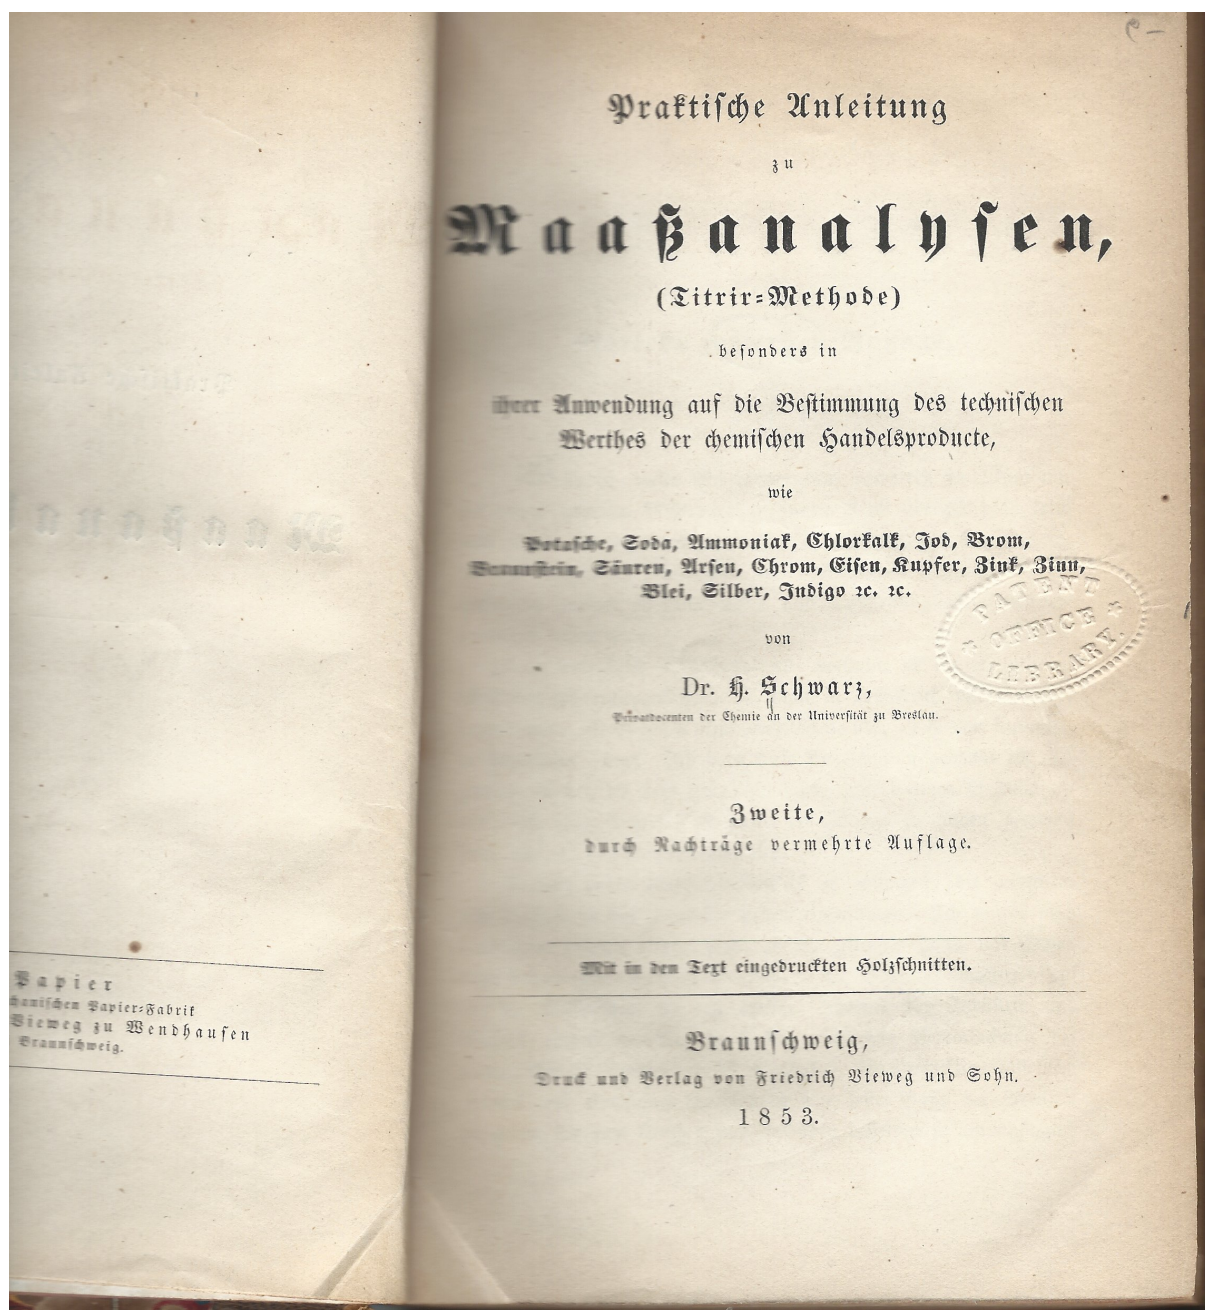 Papier
chanischen Papier-Fabrik
Vieweg zu Wendhausen
Braunschweig.
Praktische Anleitung
zu
Maaßanalysen,
(Titrir-Methode)
besonders in
ihrer Anwendung auf die Bestimmung des technischen
Werthes der chemischen Handelsproducte,
wie
Potasche, Soda, Ammoniak, Chlorkalk, Jod, Brom,
Braunstein, Säuren, Arsen, Chrom, Eisen, Kupfer, Zink, Zinn,
Blei, Silber, Indigo ꝛc. ꝛc.
PATENT
OFFICE
LIBRARY.
von
Dr. H. Schwarz,
Privatdocenten der Chemie an der Universität zu Breslau.
Zweite,
durch Nachträge vermehrte Auflage.
Mit in den Text eingedruckten Holzschnitten.
Braunschweig,
Druck und Verlag von Friedrich Vieweg und Sohn.
1853.